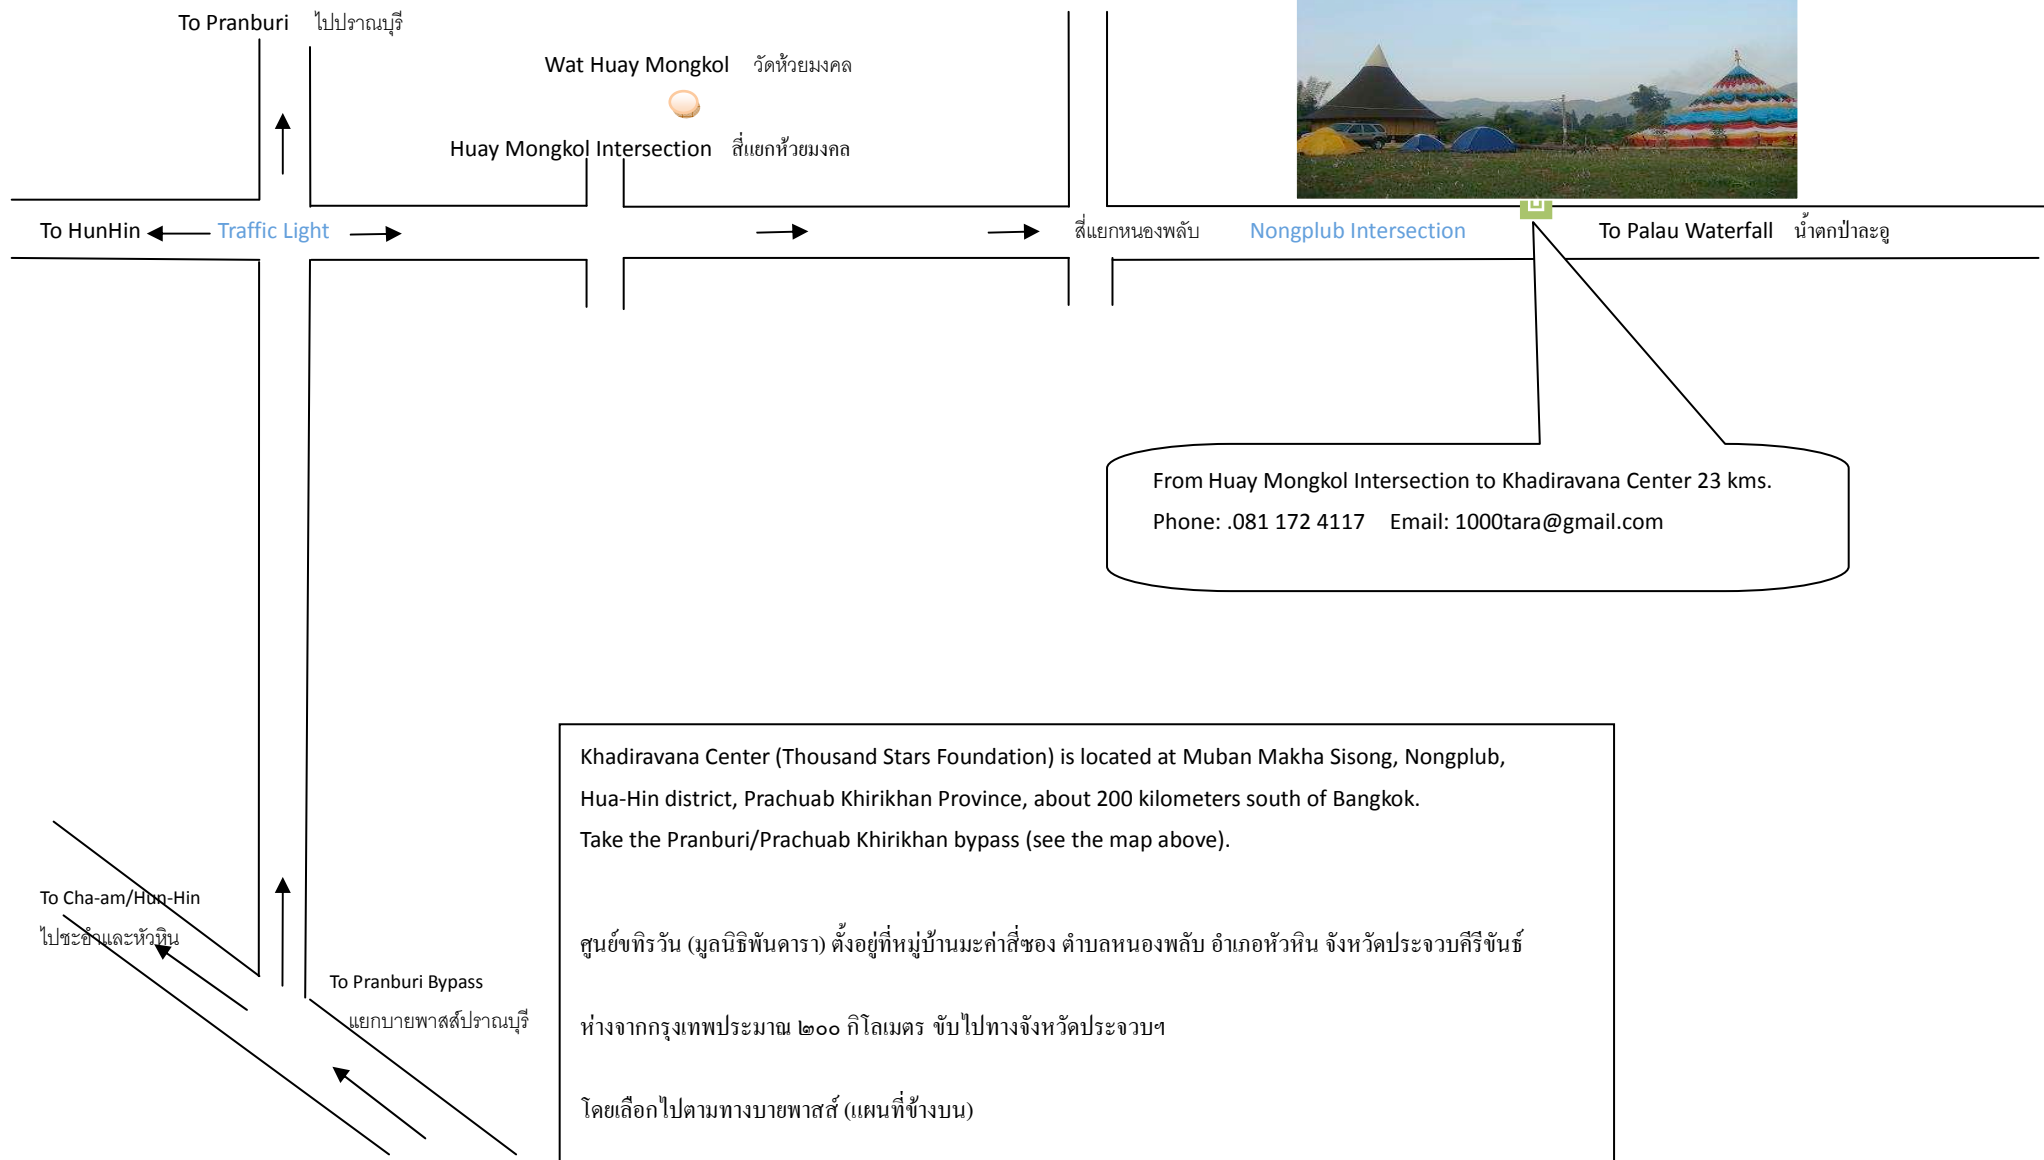 To Pranburi ไปปราณบุรี
Wat Huay Mongkol วัดห้วยมงคล
Huay Mongkol Intersection สี่แยกห้วยมงคล
To HunHin Traffic Light สี่แยกหนองพลับ Nongplub Intersection To Palau Waterfall น้ำตกป่าละอู
From Huay Mongkol Intersection to Khadiravana Center 23 kms.
Phone: .081 172 4117 Email: 1000tara@gmail.com
Khadiravana Center (Thousand Stars Foundation) is located at Muban Makha Sisong, Nongplub,
Hua-Hin district, Prachuab Khirikhan Province, about 200 kilometers south of Bangkok.
Take the Pranburi/Prachuab Khirikhan bypass (see the map above).
ศูนย์ขทิรวัน (มูลนิธิพันดารา) ตั้งอยู่ที่หมู่บ้านมะค่าสี่ซอง ตำบลหนองพลับ อำเภอหัวหิน จังหวัดประจวบคีรีขันธ์
ห่างจากกรุงเทพประมาณ ๒๐๐ กิโลเมตร ขับไปทางจังหวัดประจวบฯ
โดยเลือกไปตามทางบายพาสส์ (แผนที่ข้างบน)
To Cha-am/Hun-Hin
ไปชะอำและหัวหิน
To Pranburi Bypass
แยกบายพาสส์ปราณบุรี